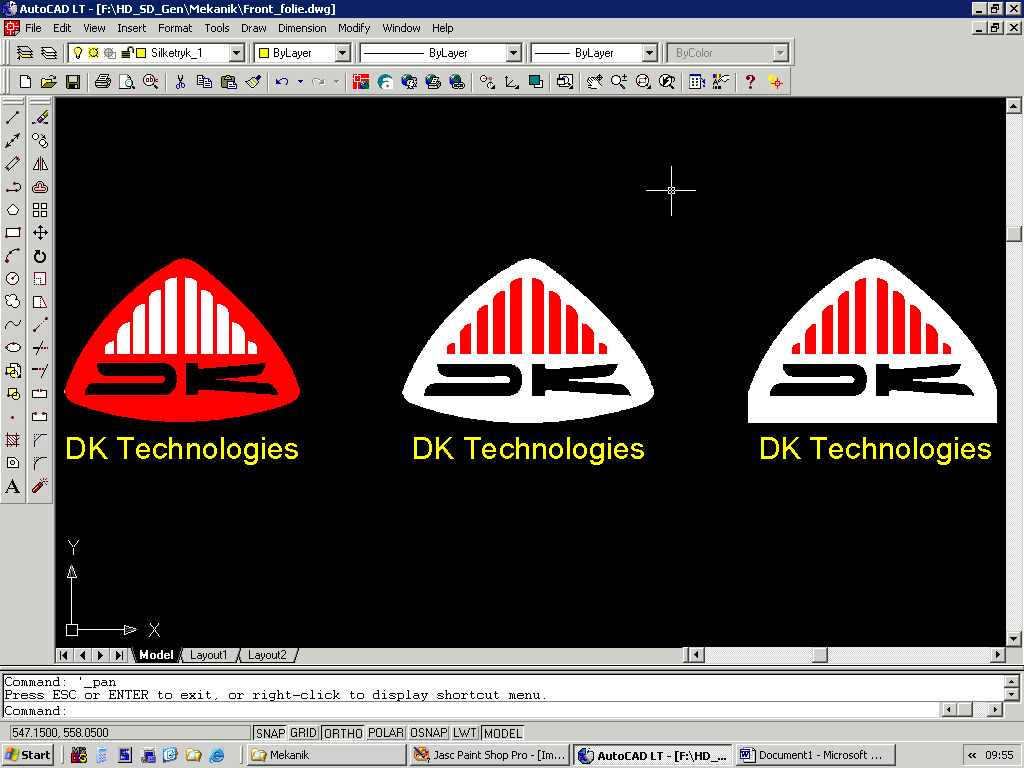 AutoCAD LT - [F:\HD_SD_Gen\Mekanik\Front_folie.dwg]
File Edit View Insert Format Tools Draw Dimension Modify Window Help
Silketryk_1 ByLayer ByLayer ByLayer ByColor
A
DK DK DK
DK Technologies DK Technologies DK Technologies
Y
X
Model Layout1 Layout2
Command: '_pan
Press ESC or ENTER to exit, or right-click to display shortcut menu.
Command:
547.1500, 558.0500 SNAP GRID ORTHO POLAR OSNAP LWT MODEL
Start Mekanik Jasc Paint Shop Pro - [Im... AutoCAD LT - [F:\HD_... Document1 - Microsoft ... « 09:55